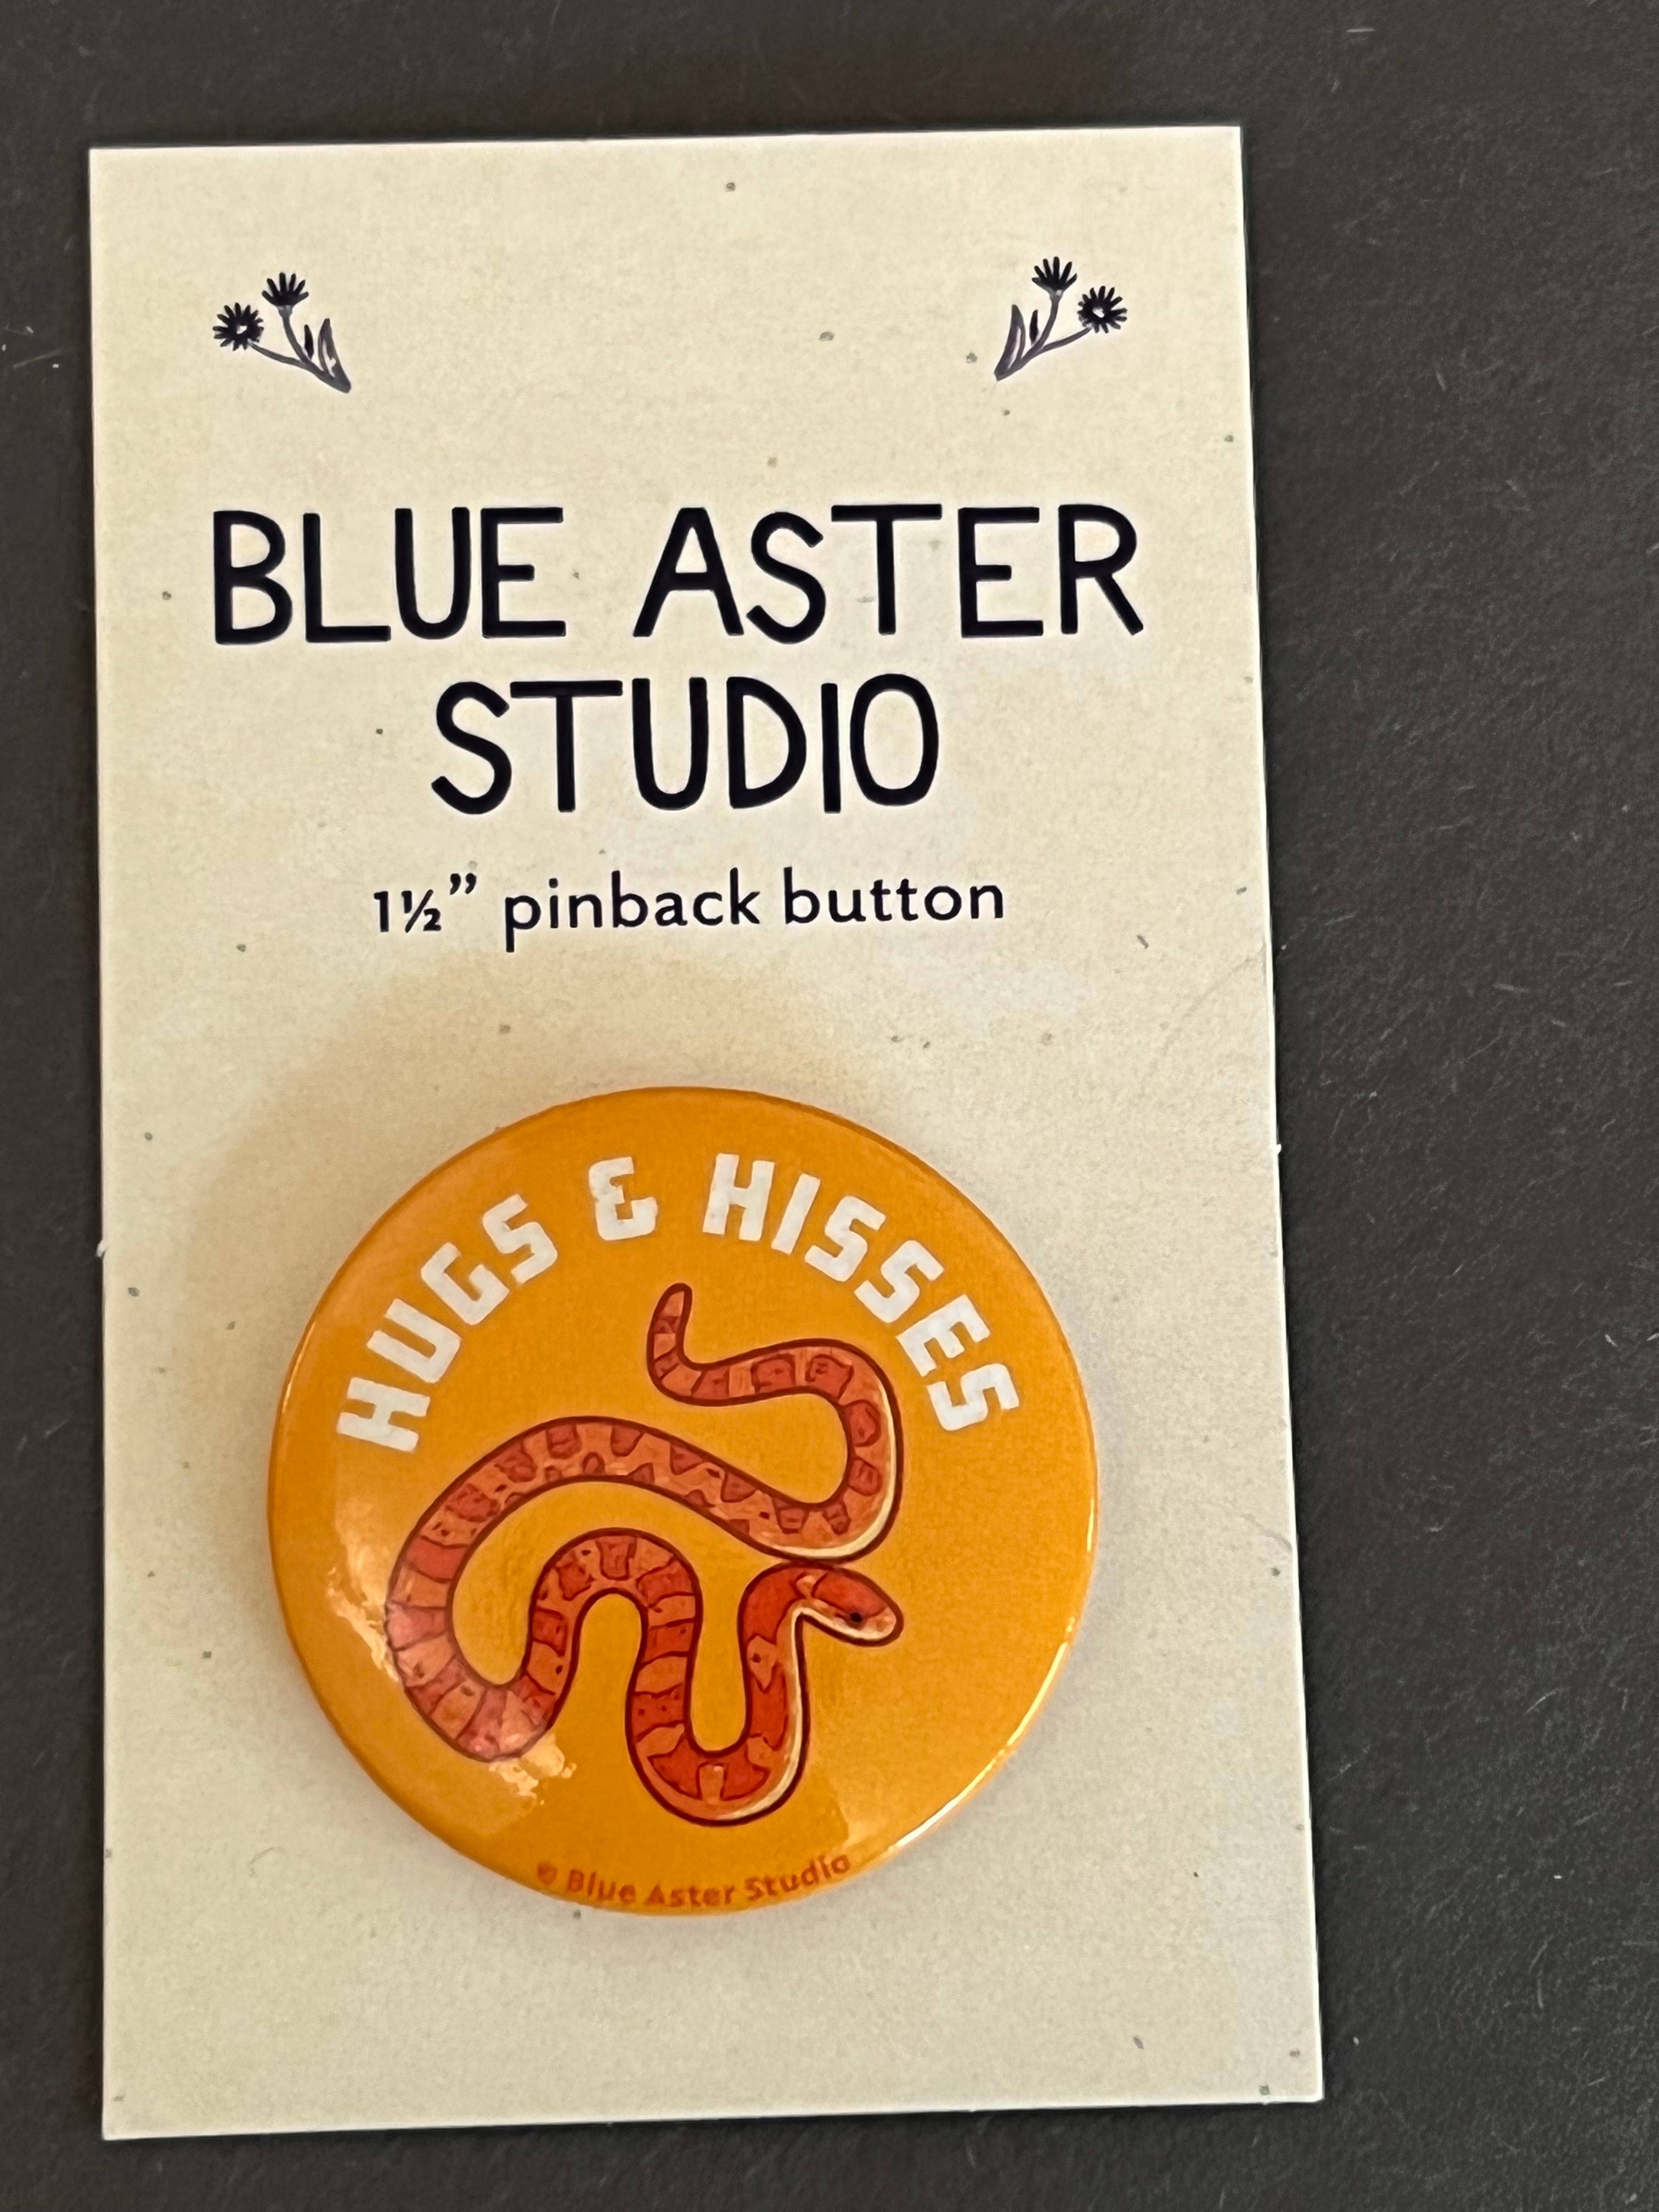 BLUE ASTER
STUDIO
1½” pinback button
HUGS & HISSES
© Blue Aster Studio